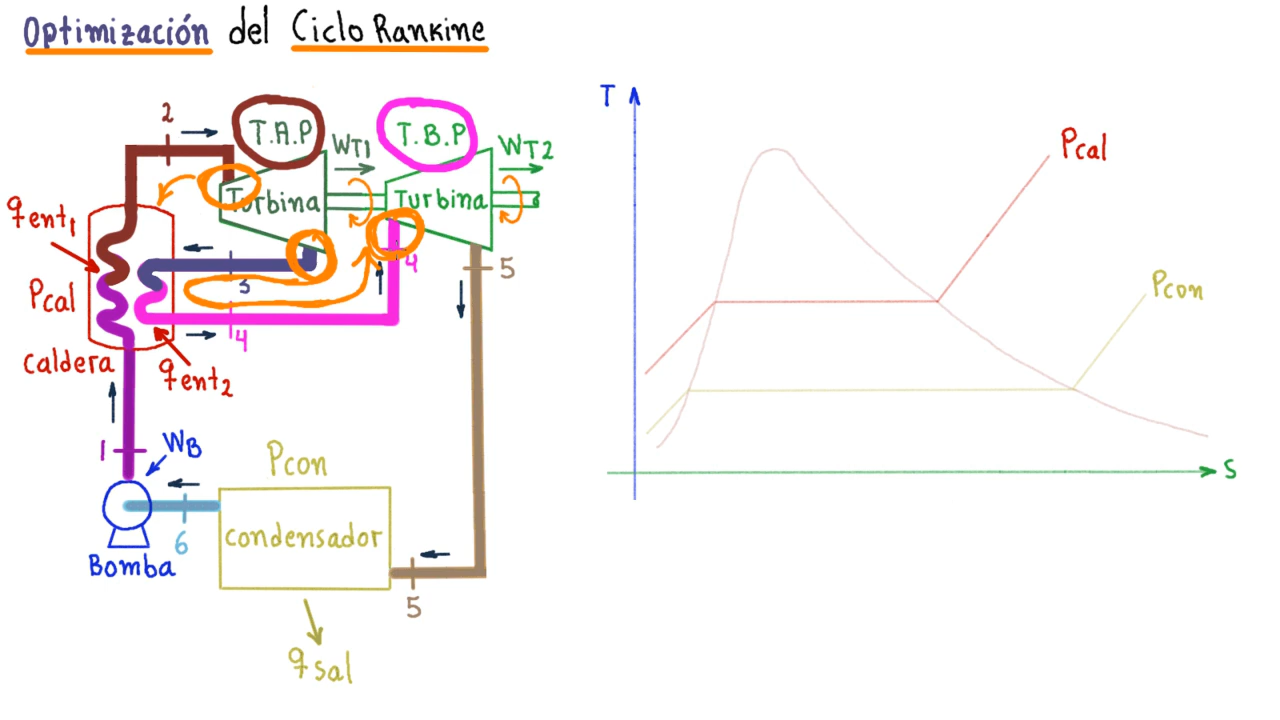 Optimización del Ciclo Rankine
2
T.A.P
WT1
T.B.P
WT2
Turbina
Turbina
qent1
3
4
5
Pcal
4
caldera
qent2
1
WB
Pcon
6
condensador
Bomba
5
qsal
T
Pcal
Pcon
S